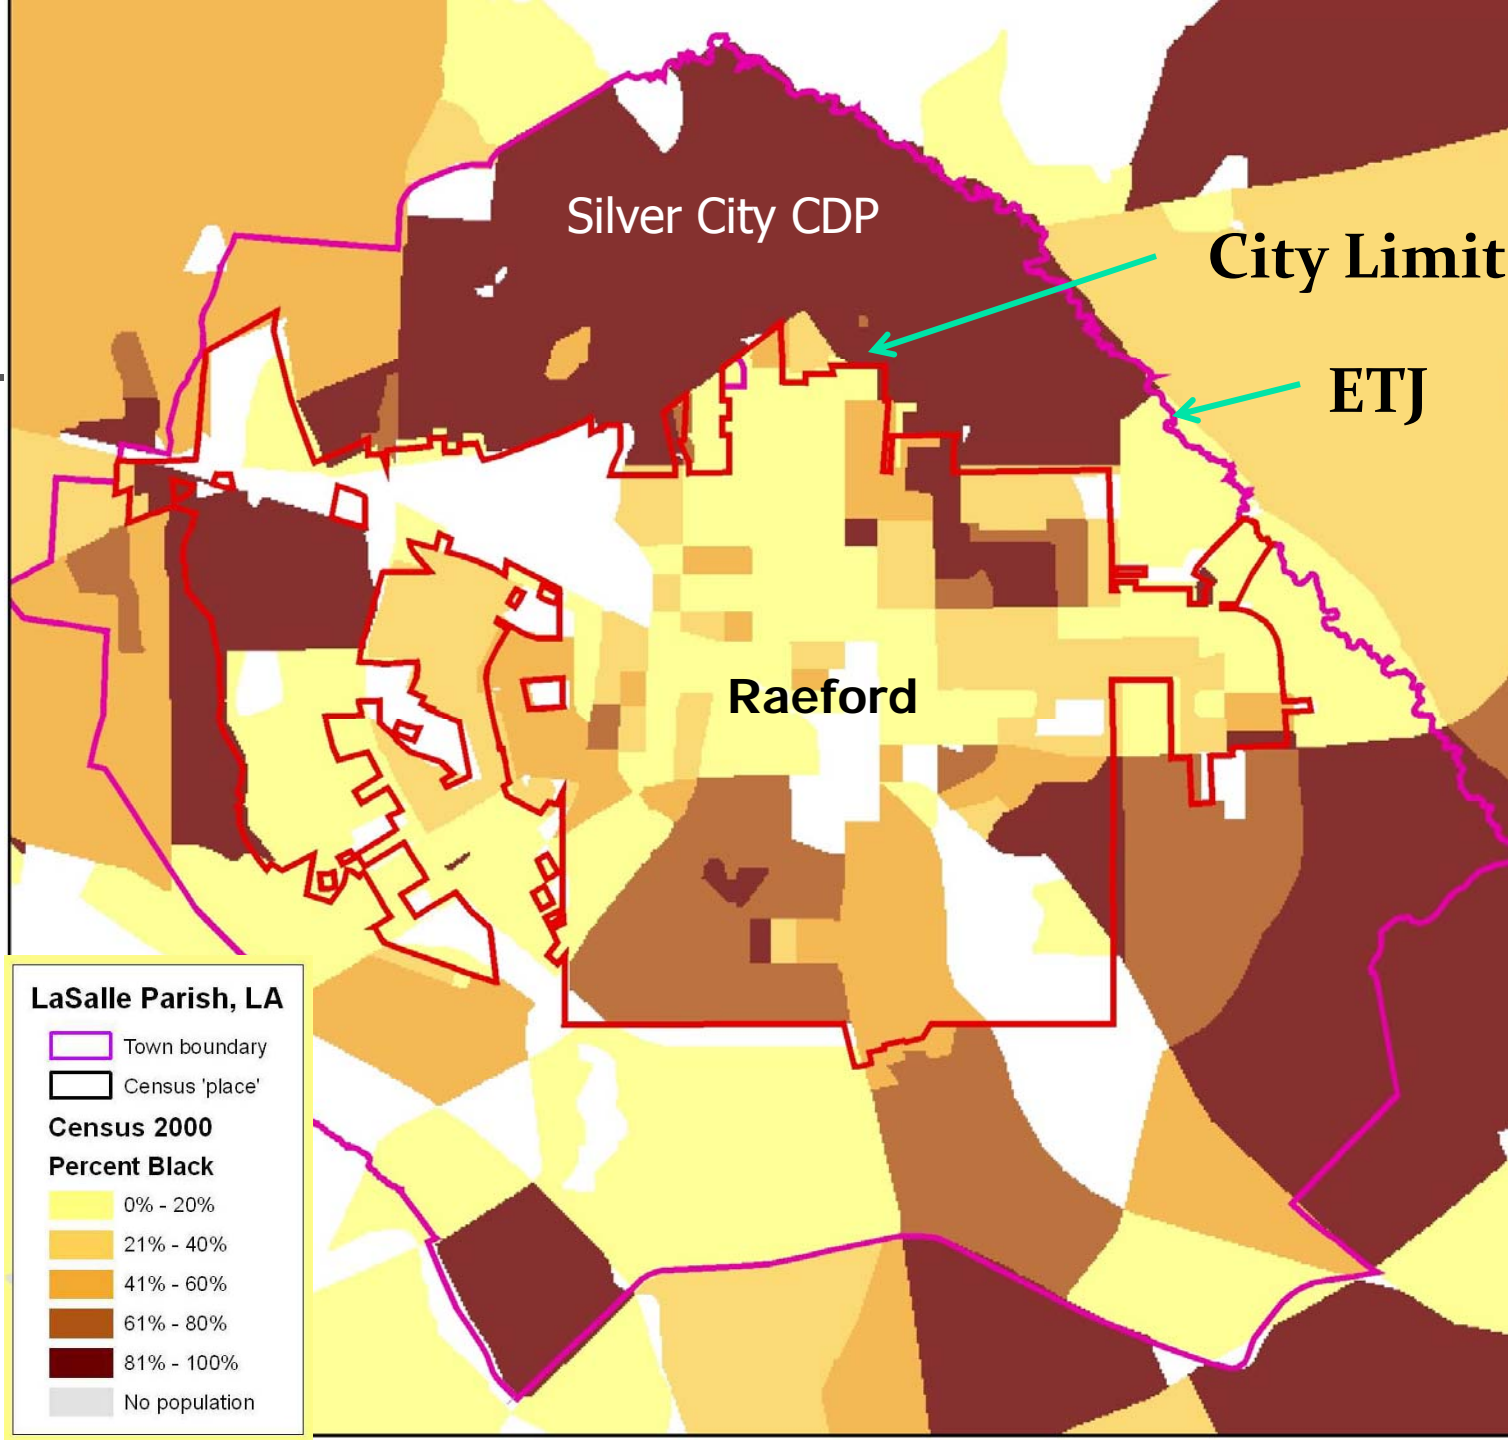 Silver City CDP
City Limit
ETJ
Raeford
LaSalle Parish, LA
Town boundary
Census 'place'
Census 2000
Percent Black
0% - 20%
21% - 40%
41% - 60%
61% - 80%
81% - 100%
No population